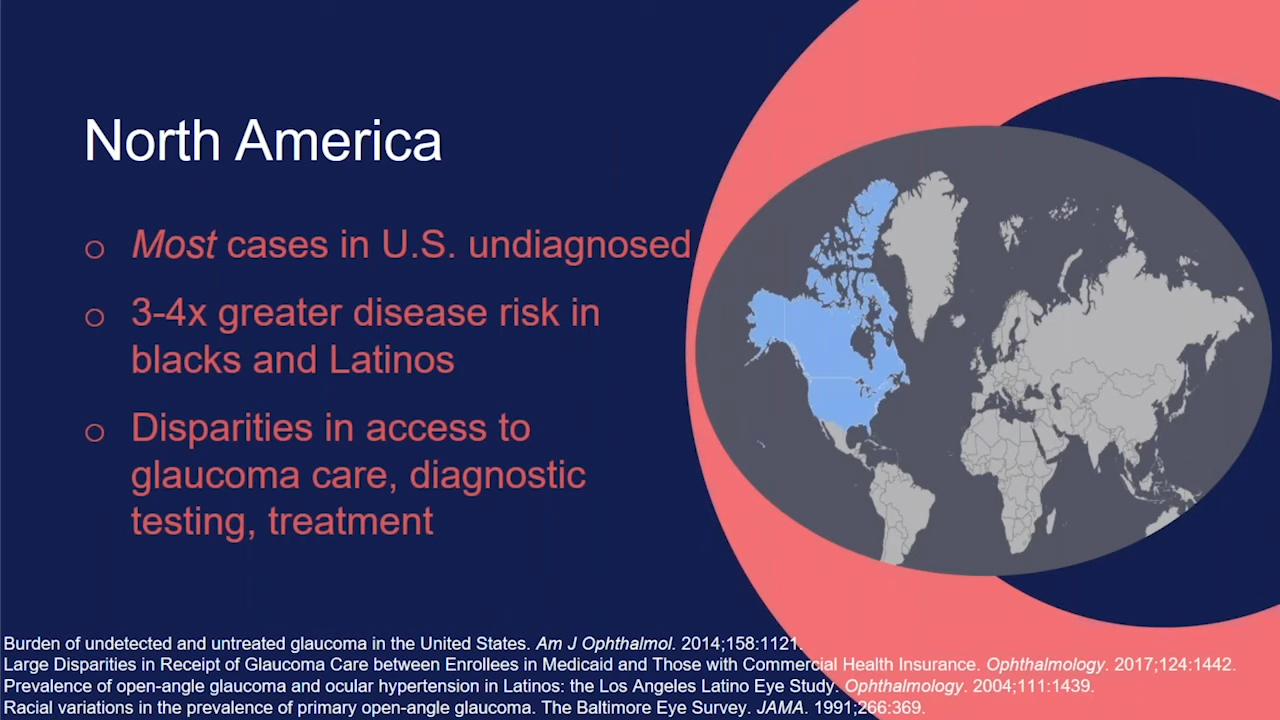 North America
o Most cases in U.S. undiagnosed
o 3-4x greater disease risk in
blacks and Latinos
o Disparities in access to
glaucoma care, diagnostic
testing, treatment
Burden of undetected and untreated glaucoma in the United States. Am J Ophthalmol. 2014;158:1121.
Large Disparities in Receipt of Glaucoma Care between Enrollees in Medicaid and Those with Commercial Health Insurance. Ophthalmology. 2017;124:1442.
Prevalence of open-angle glaucoma and ocular hypertension in Latinos: the Los Angeles Latino Eye Study. Ophthalmology. 2004;111:1439.
Racial variations in the prevalence of primary open-angle glaucoma. The Baltimore Eye Survey. JAMA. 1991;266:369.